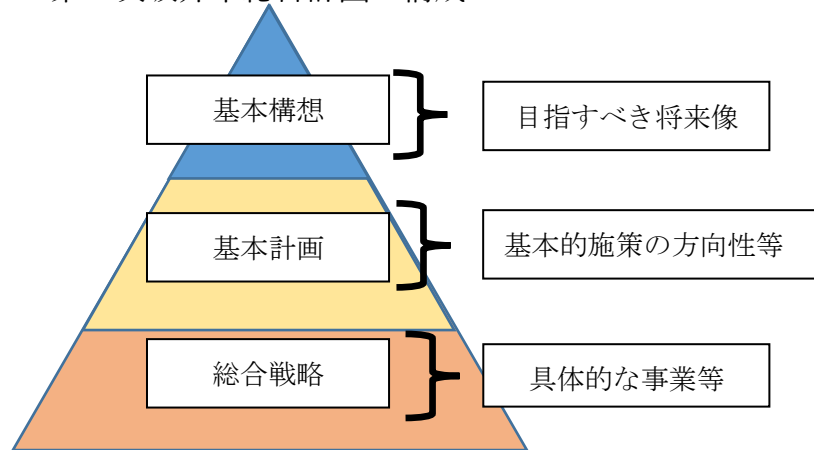 基本構想
目指すべき将来像
基本計画
基本的施策の方向性等
総合戦略
具体的な事業等